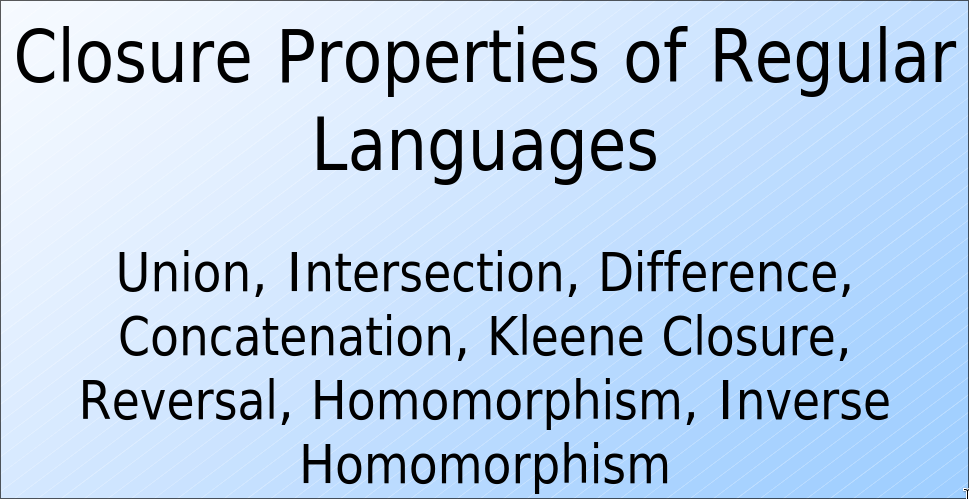 Closure Properties of Regular
Languages
Union, Intersection, Difference,
Concatenation, Kleene Closure,
Reversal, Homomorphism, Inverse
Homomorphism